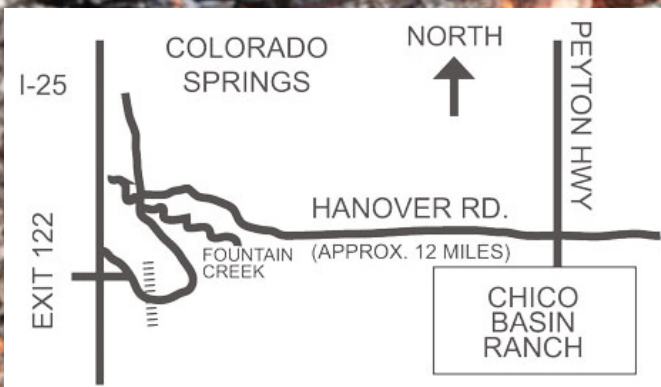 COLORADO
SPRINGS
NORTH
I-25
PEYTON HWY
HANOVER RD.
(APPROX. 12 MILES)
FOUNTAIN
CREEK
EXIT 122
CHICO
BASIN
RANCH